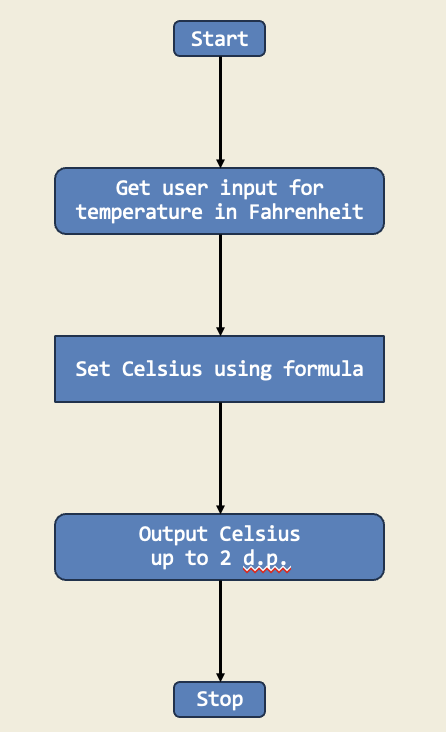 Start
Get user input for
temperature in Fahrenheit
Set Celsius using formula
Output Celsius
up to 2 d.p.
Stop